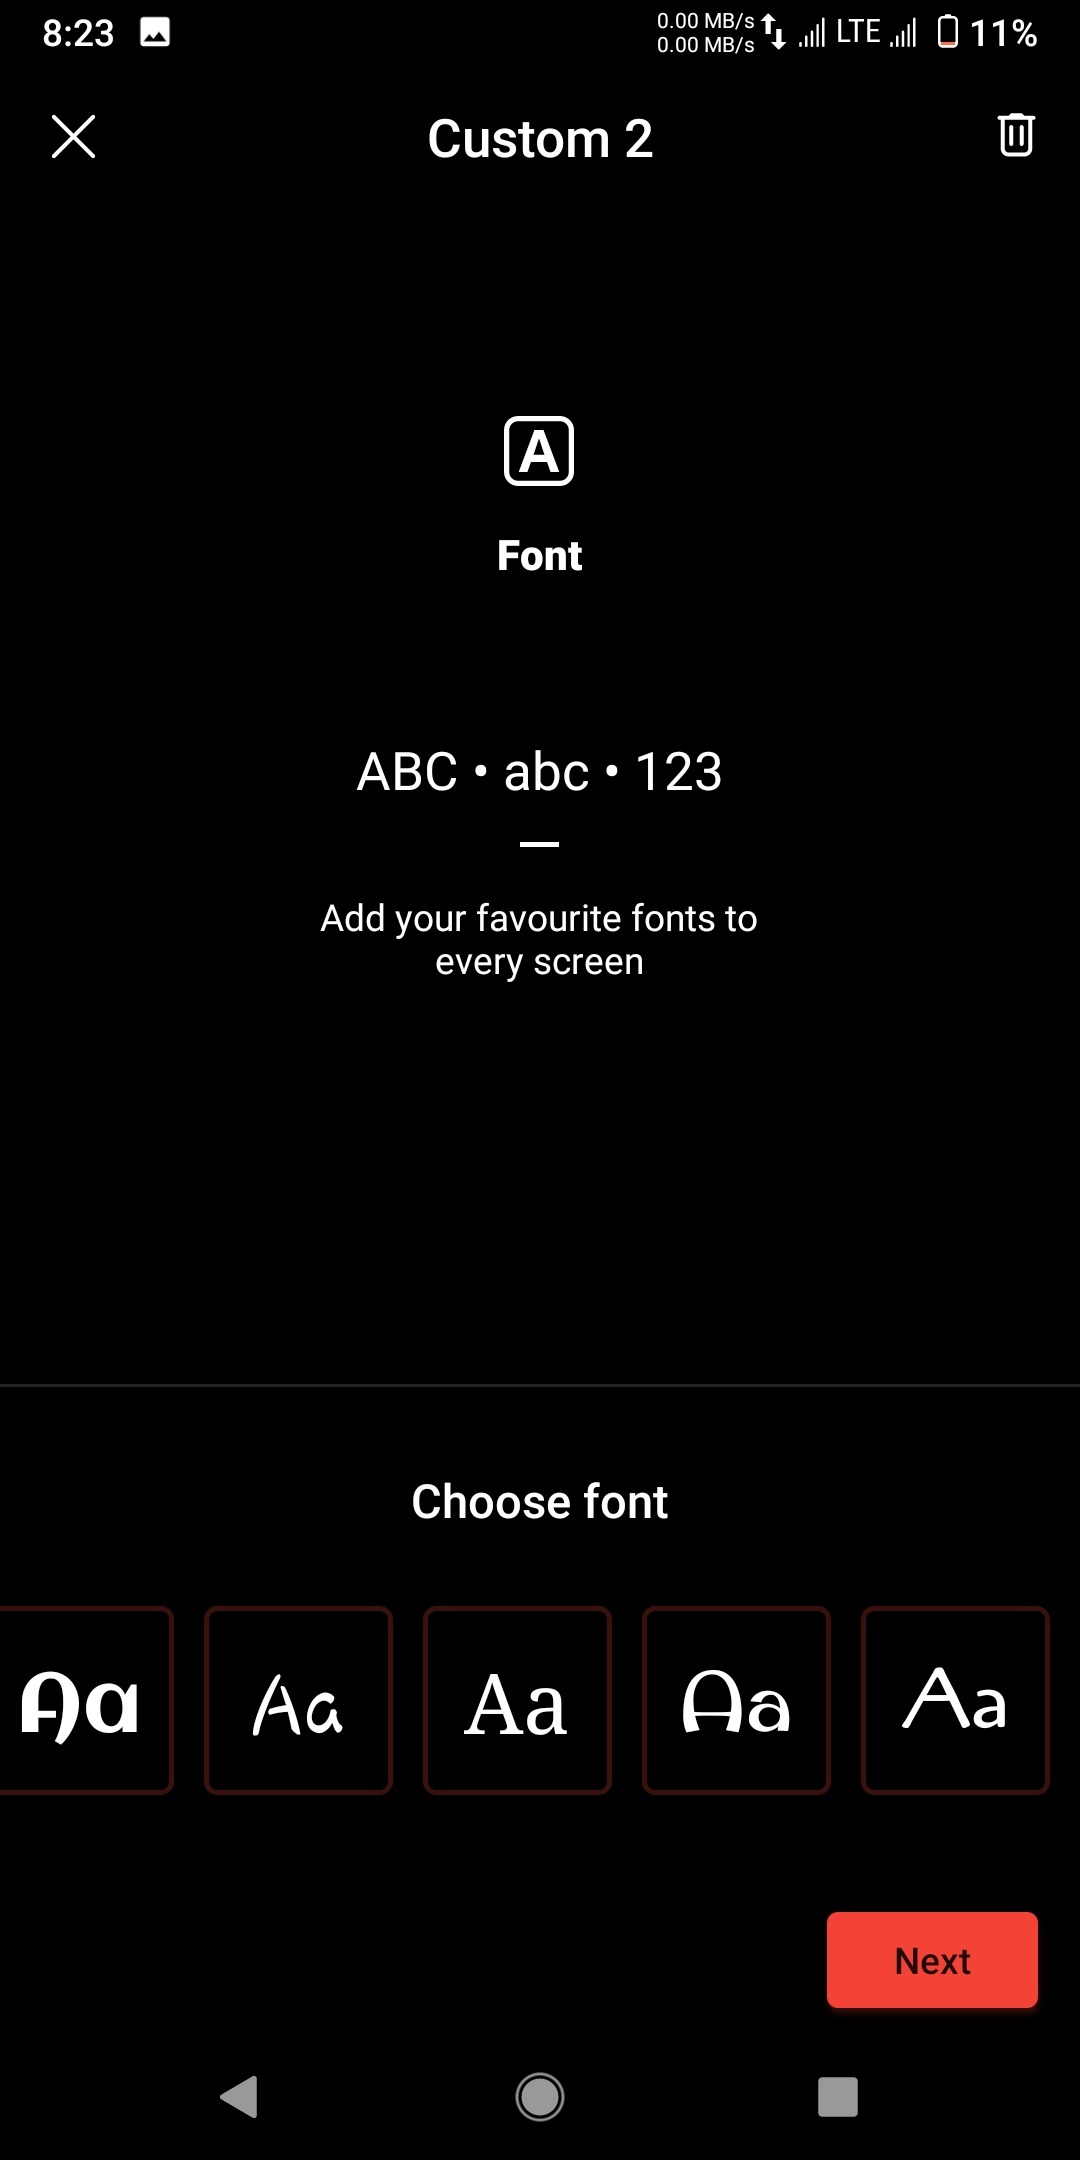 8:23
0.00 MB/s
0.00 MB/s
LTE
11%
Custom 2
A
Font
ABC • abc • 123
Add your favourite fonts to
every screen
Choose font
Aa Aa Aa Aa Aa
Next